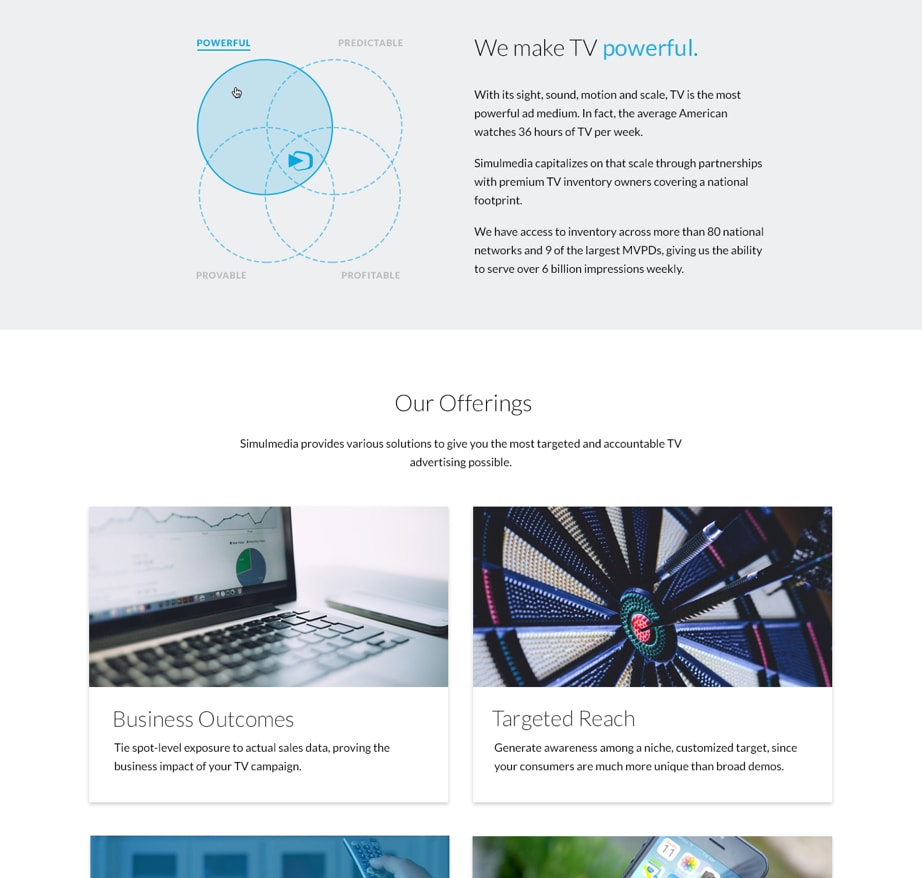 POWERFUL
PREDICTABLE
PROVABLE
PROFITABLE
We make TV powerful.
With its sight, sound, motion and scale, TV is the most
powerful ad medium. In fact, the average American
watches 36 hours of TV per week.
Simulmedia capitalizes on that scale through partnerships
with premium TV inventory owners covering a national
footprint.
We have access to inventory across more than 80 national
networks and 9 of the largest MVPDs, giving us the ability
to serve over 6 billion impressions weekly.
Our Offerings
Simulmedia provides various solutions to give you the most targeted and accountable TV
advertising possible.
Business Outcomes
Tie spot-level exposure to actual sales data, proving the
business impact of your TV campaign.
Targeted Reach
Generate awareness among a niche, customized target, since
your consumers are much more unique than broad demos.
11